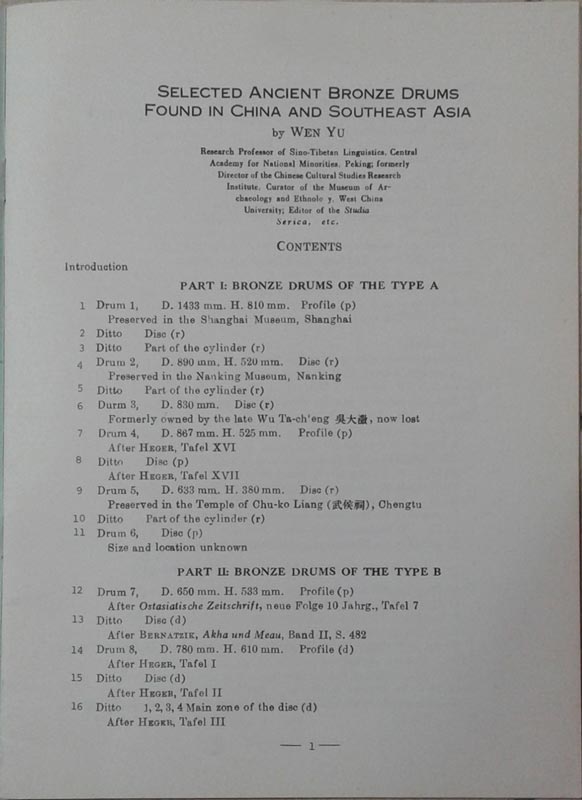 SELECTED ANCIENT BRONZE DRUMS
FOUND IN CHINA AND SOUTHEAST ASIA
by WEN YU
Research Professor of Sino-Tibetan Linguistics, Central
Academy for National Minorities, Peking; formerly
Director of the Chinese Cultural Studies Research
Institute, Curator of the Museum of Ar-
chaeology and Ethnolo y, West China
University; Editor of the Studia
Serica, etc.
CONTENTS
Introduction
PART I: BRONZE DRUMS OF THE TYPE A
1 Drum 1, D. 1433 mm. H. 810 mm. Profile (p)
Preserved in the Shanghai Museum, Shanghai
2 Ditto Disc (r)
3 Ditto Part of the cylinder (r)
4 Drum 2, D. 890 mm. H. 520 mm. Disc (r)
Preserved in the Nanking Museum, Nanking
5 Ditto Part of the cylinder (r)
6 Durm 3, D. 830 mm. Disc (r)
Formerly owned by the late Wu Ta-ch'eng 吳大澂, now lost
7 Drum 4, D. 867 mm. H. 525 mm. Profile (p)
After HEGER, Tafel XVI
8 Ditto Disc (p)
After HEGER, Tafel XVII
9 Drum 5, D. 633 mm. H. 380 mm. Disc (r)
Preserved in the Temple of Chu-ko Liang (武侯祠), Chengtu
10 Ditto Part of the cylinder (r)
11 Drum 6, Disc (p)
Size and location unknown
PART II: BRONZE DRUMS OF THE TYPE B
12 Drum 7, D. 650 mm. H. 533 mm. Profile (p)
After Ostasiatische Zeitschrift, neue Folge 10 Jahrg., Tafel 7
13 Ditto Disc (d)
After BERNATZIK, Akha und Meau, Band II, S. 482
14 Drum 8, D. 780 mm. H. 610 mm. Profile (d)
After HEGER, Tafel I
15 Ditto Disc (d)
After HEGER, Tafel II
16 Ditto 1, 2, 3, 4 Main zone of the disc (d)
After HEGER, Tafel III
— 1 —